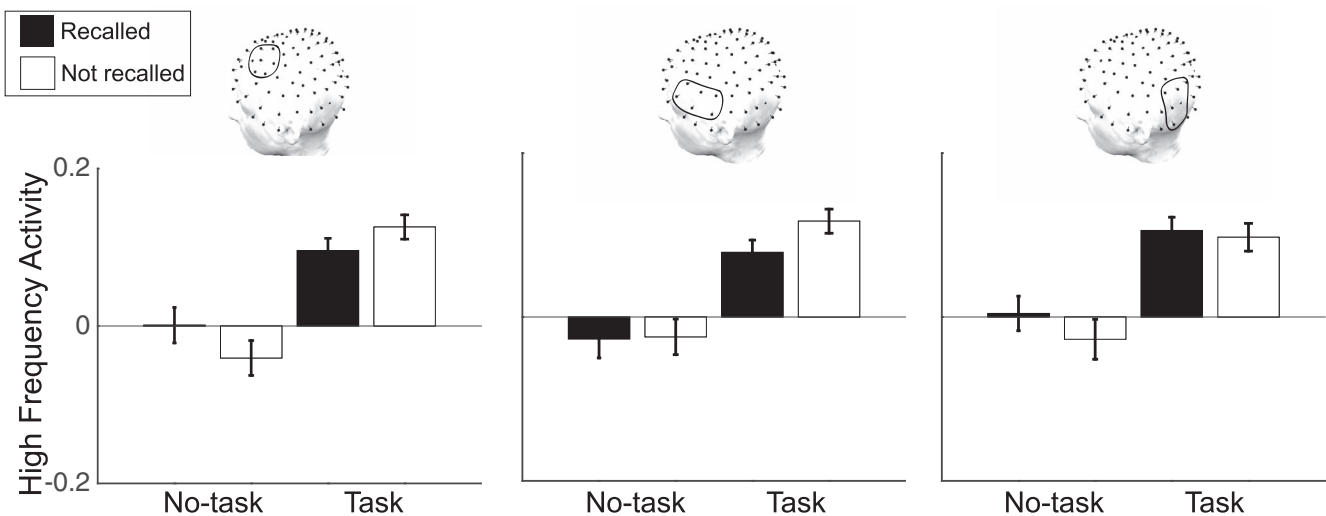 Recalled
Not recalled
High Frequency Activity
0.2
0
-0.2
No-task Task
No-task Task
No-task Task